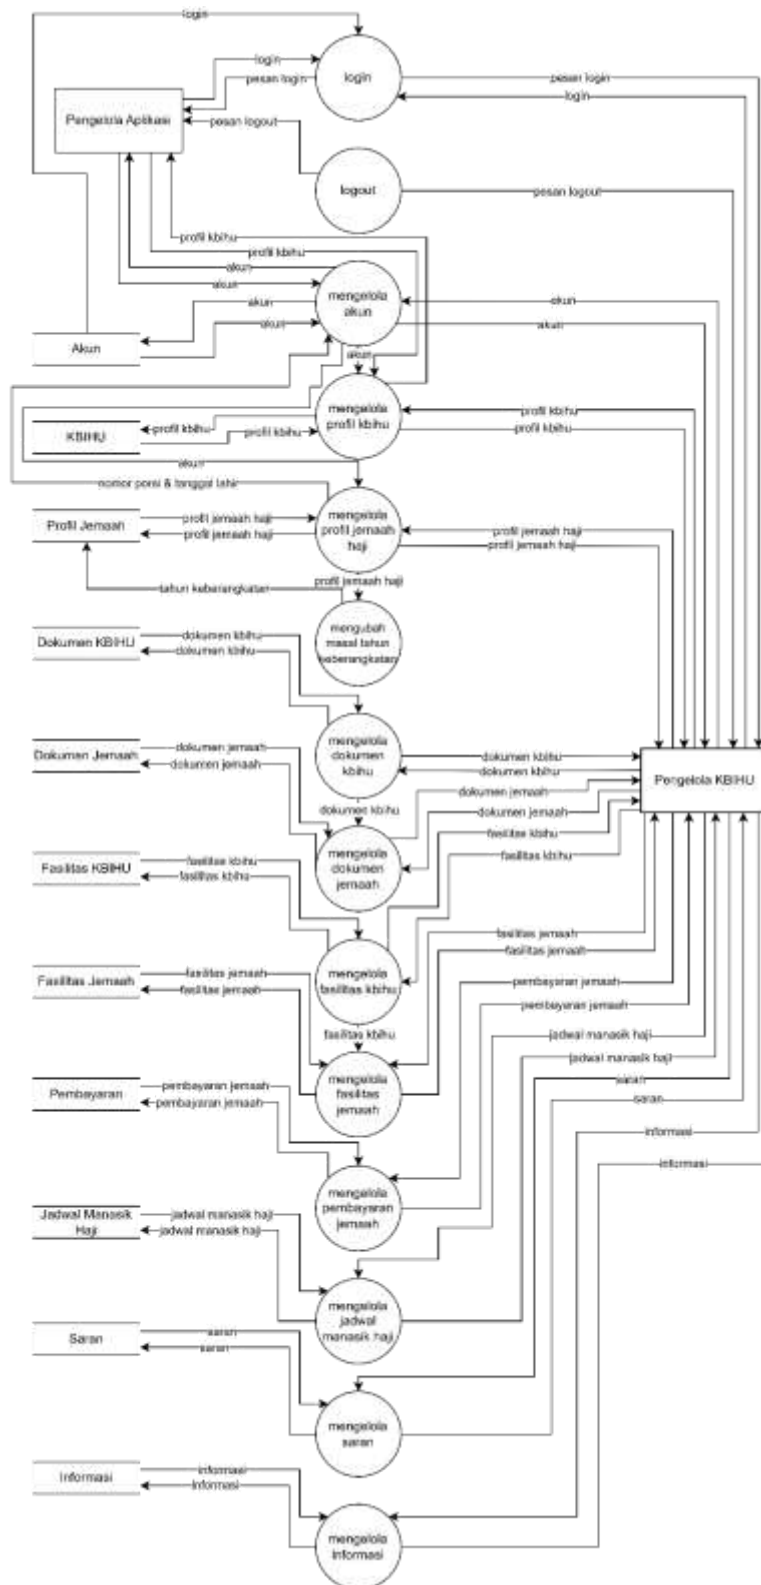 login
login
pesan login
login
pesan login
login
Pengelola Aplikasi
pesan logout
logout
pesan logout
profil kbihu
profil kbihu
akun
akun
akun
akun
mengelola
akun
akun
akun
Akun
akun
mengelola
profil kbihu
profil kbihu
profil kbihu
profil kbihu
profil kbihu
KBIHU
akun
nomor porsi & tanggal lahir
Profil Jemaah
profil jemaah haji
profil jemaah haji
mengelola
profil jemaah
haji
profil jemaah haji
profil jemaah haji
profil jemaah haji
tahun keberangkatan
mengubah
masal tahun
keberangkatan
Dokumen KBIHU
dokumen kbihu
dokumen kbihu
mengelola
dokumen
kbihu
dokumen kbihu
dokumen kbihu
Pengelola KBIHU
Dokumen Jemaah
dokumen jemaah
dokumen jemaah
dokumen kbihu
dokumen jemaah
dokumen jemaah
mengelola
dokumen
jemaah
fasilitas kbihu
fasilitas kbihu
Fasilitas KBIHU
fasilitas kbihu
fasilitas kbihu
mengelola
fasilitas kbihu
fasilitas jemaah
fasilitas jemaah
Fasilitas Jemaah
fasilitas jemaah
fasilitas jemaah
pembayaran jemaah
pembayaran jemaah
fasilitas kbihu
jadwal manasik haji
jadwal manasik haji
mengelola
fasilitas
jemaah
saran
saran
Pembayaran
pembayaran jemaah
pembayaran jemaah
informasi
informasi
mengelola
pembayaran
jemaah
Jadwal Manasik
Haji
jadwal manasik haji
jadwal manasik haji
mengelola
jadwal
manasik haji
Saran
saran
saran
mengelola
saran
Informasi
informasi
Informasi
mengelola
Informasi